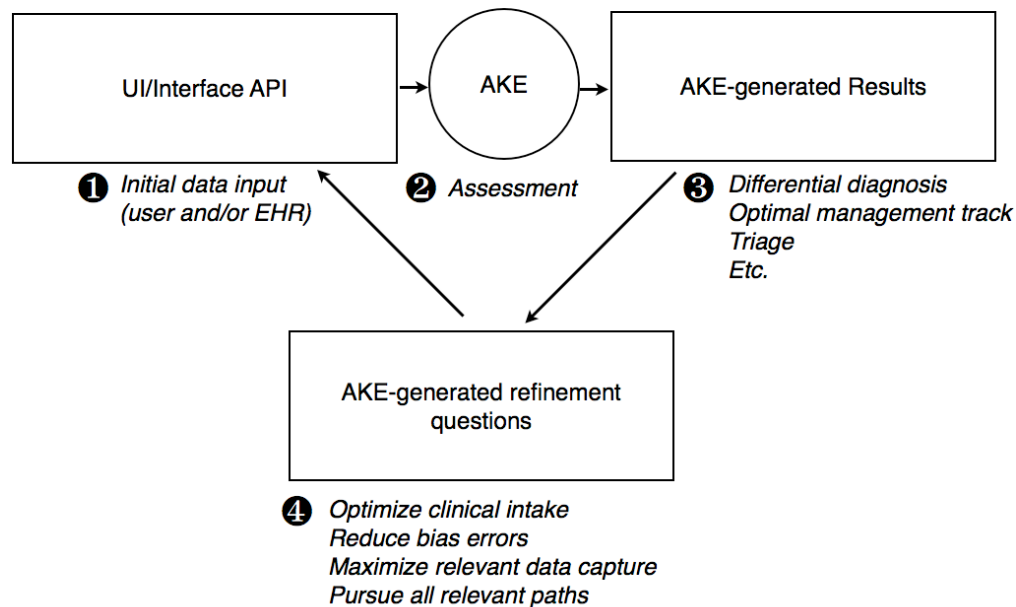 UI/Interface API
AKE
AKE-generated Results
❶ Initial data input
(user and/or EHR)
❷ Assessment
❸ Differential diagnosis
Optimal management track
Triage
Etc.
AKE-generated refinement
questions
❹ Optimize clinical intake
Reduce bias errors
Maximize relevant data capture
Pursue all relevant paths